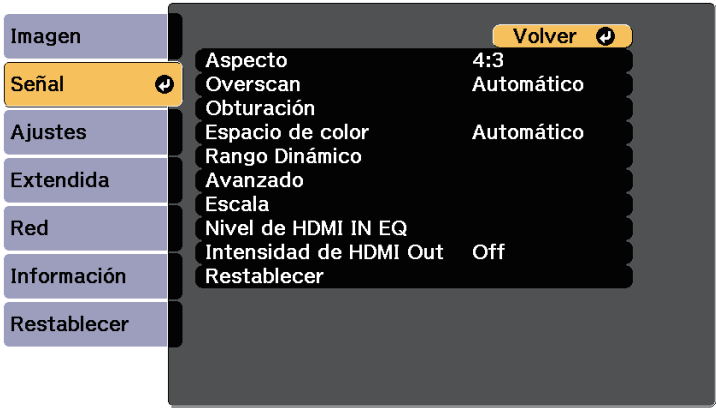 Imagen
Señal
Ajustes
Extendida
Red
Información
Restablecer
Volver
Aspecto 4:3
Overscan Automático
Obturación
Espacio de color Automático
Rango Dinámico
Avanzado
Escala
Nivel de HDMI IN EQ
Intensidad de HDMI Out Off
Restablecer